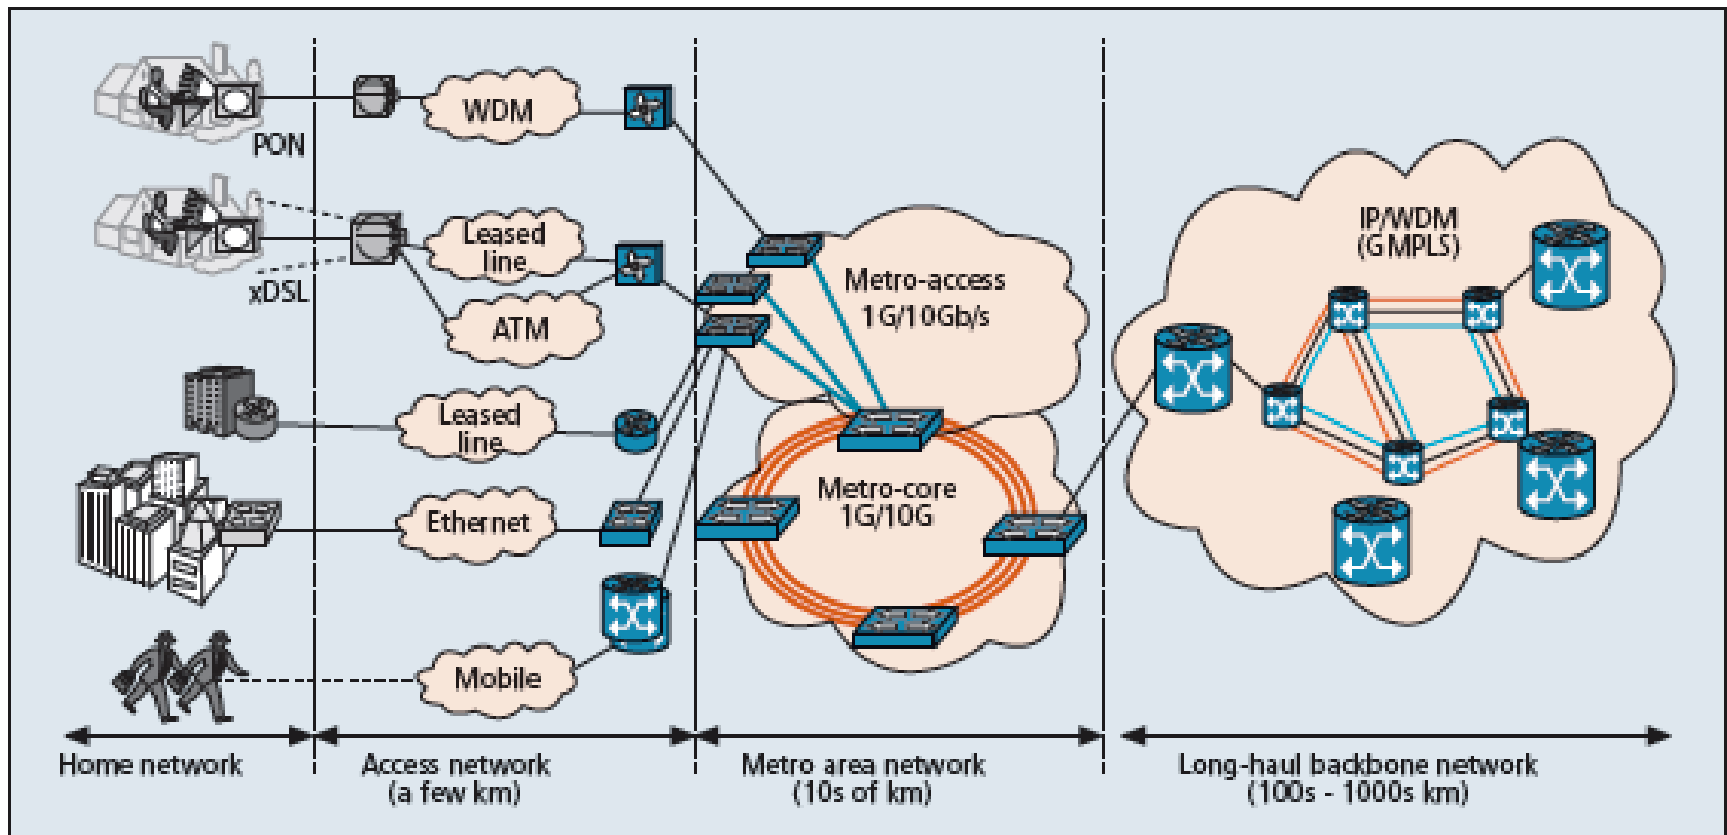 PON
WDM
xDSL
Leased
line
ATM
Leased
line
Ethernet
Mobile
Metro-access
1G/10Gb/s
Metro-core
1G/10G
IP/WDM
(GMPLS)
Home network
Access network
(a few km)
Metro area network
(10s of km)
Long-haul backbone network
(100s - 1000s km)